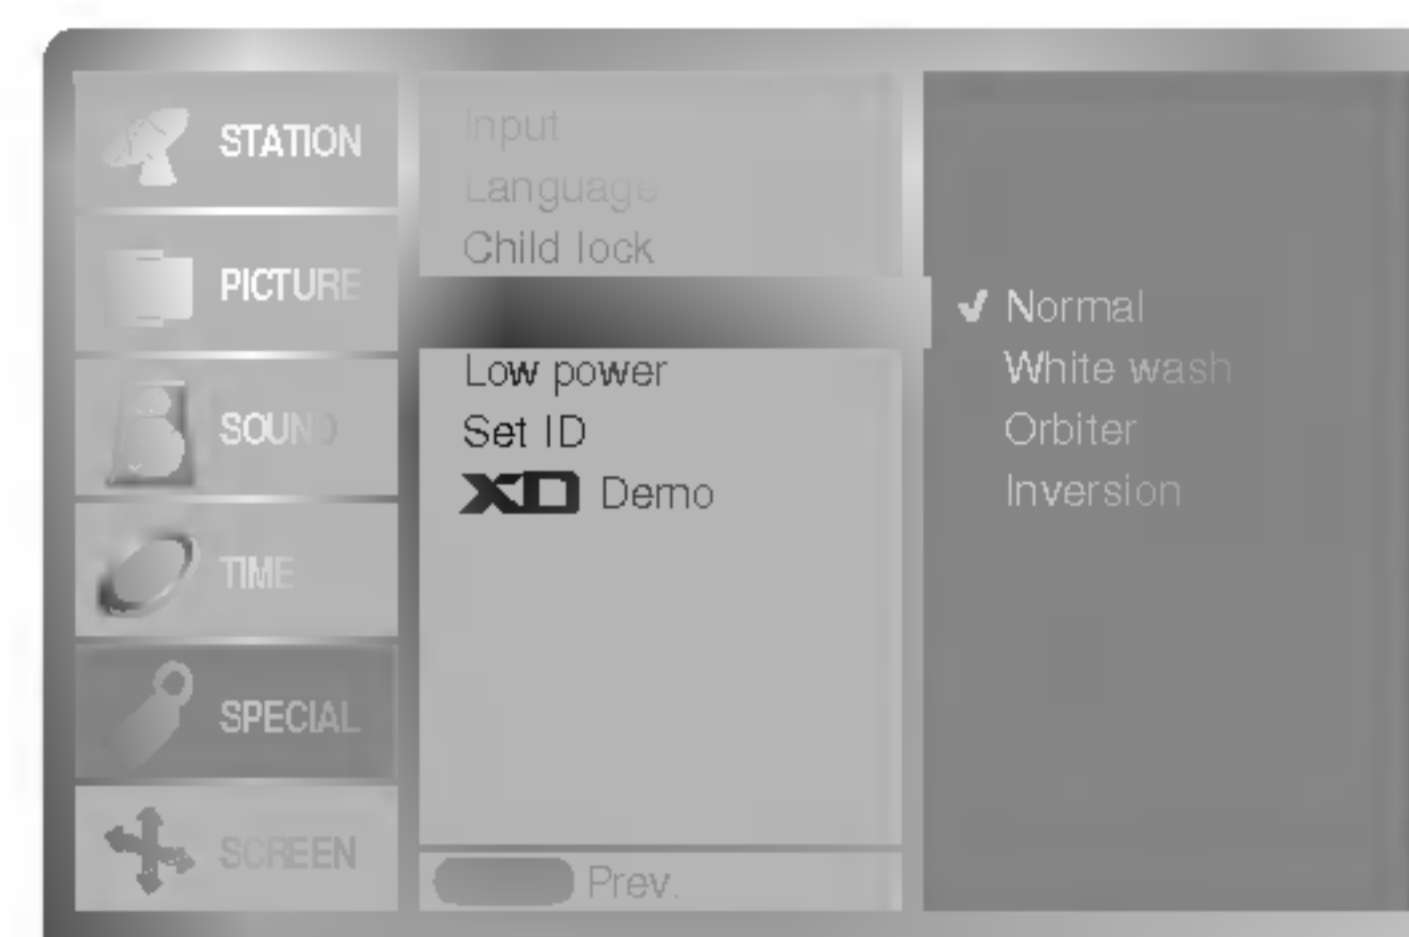 STATION
PICTURE
SOUND
TIME
SPECIAL
SCREEN
Input
Language
Child lock
Low power
Set ID
XD Demo
Prev.
Normal
White wash
Orbiter
Inversion